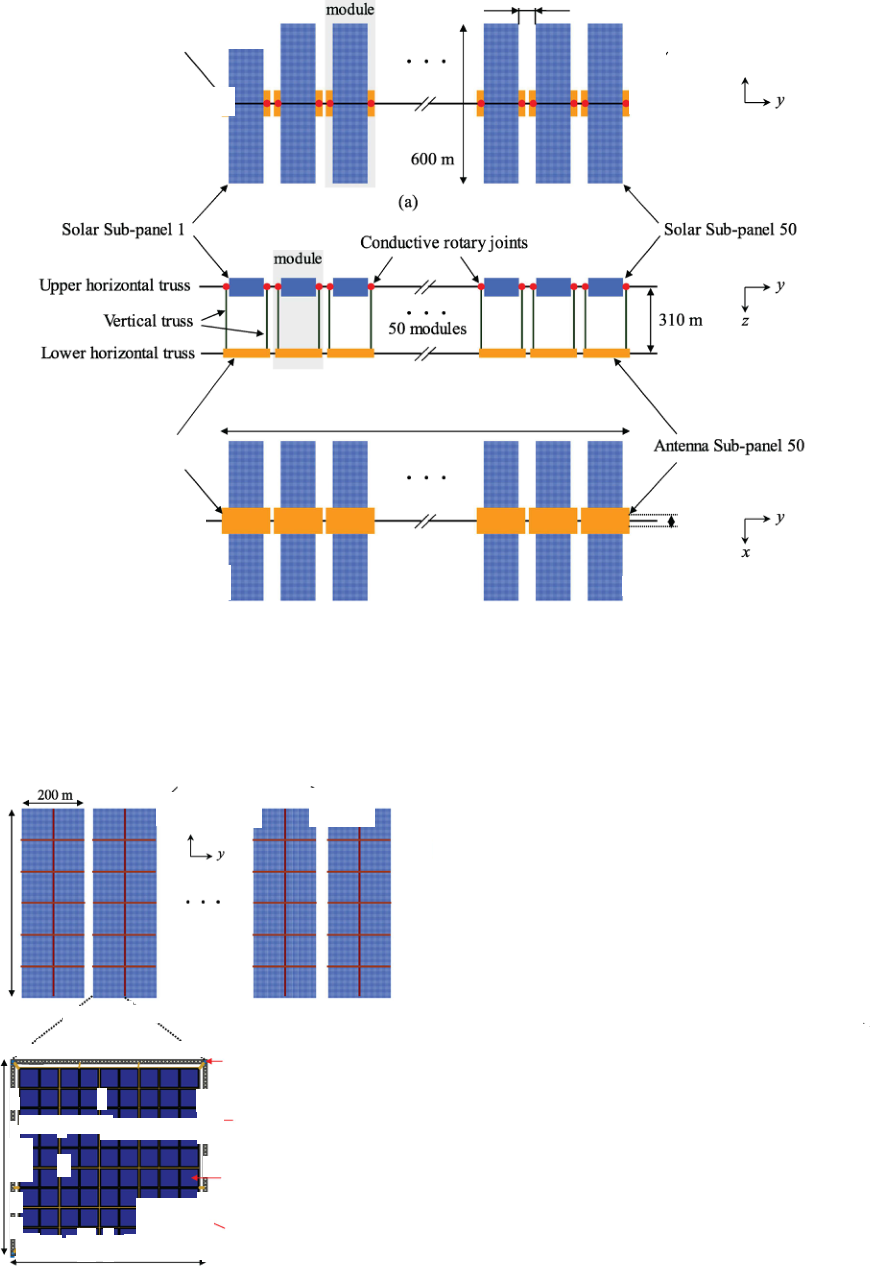 module
· · ·
y
600 m
(a)
Solar Sub-panel 1
Solar Sub-panel 50
Conductive rotary joints
module
Upper horizontal truss
y
· · ·
Vertical truss
50 modules
310 m
z
Lower horizontal truss
Antenna Sub-panel 50
· · ·
y
x
200 m
y
· · ·